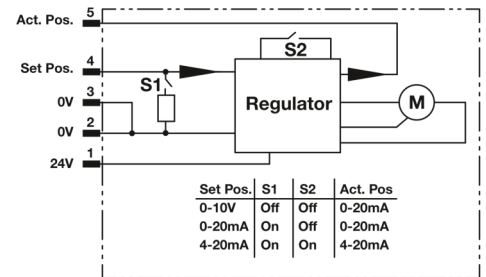 Act. Pos. 5
S2
Set Pos. 4
S1
3
0V
Regulator
M
2
0V
1
24V
Set Pos. S1 S2 Act. Pos
0-10V Off Off 0-20mA
0-20mA On Off 0-20mA
4-20mA On On 4-20mA